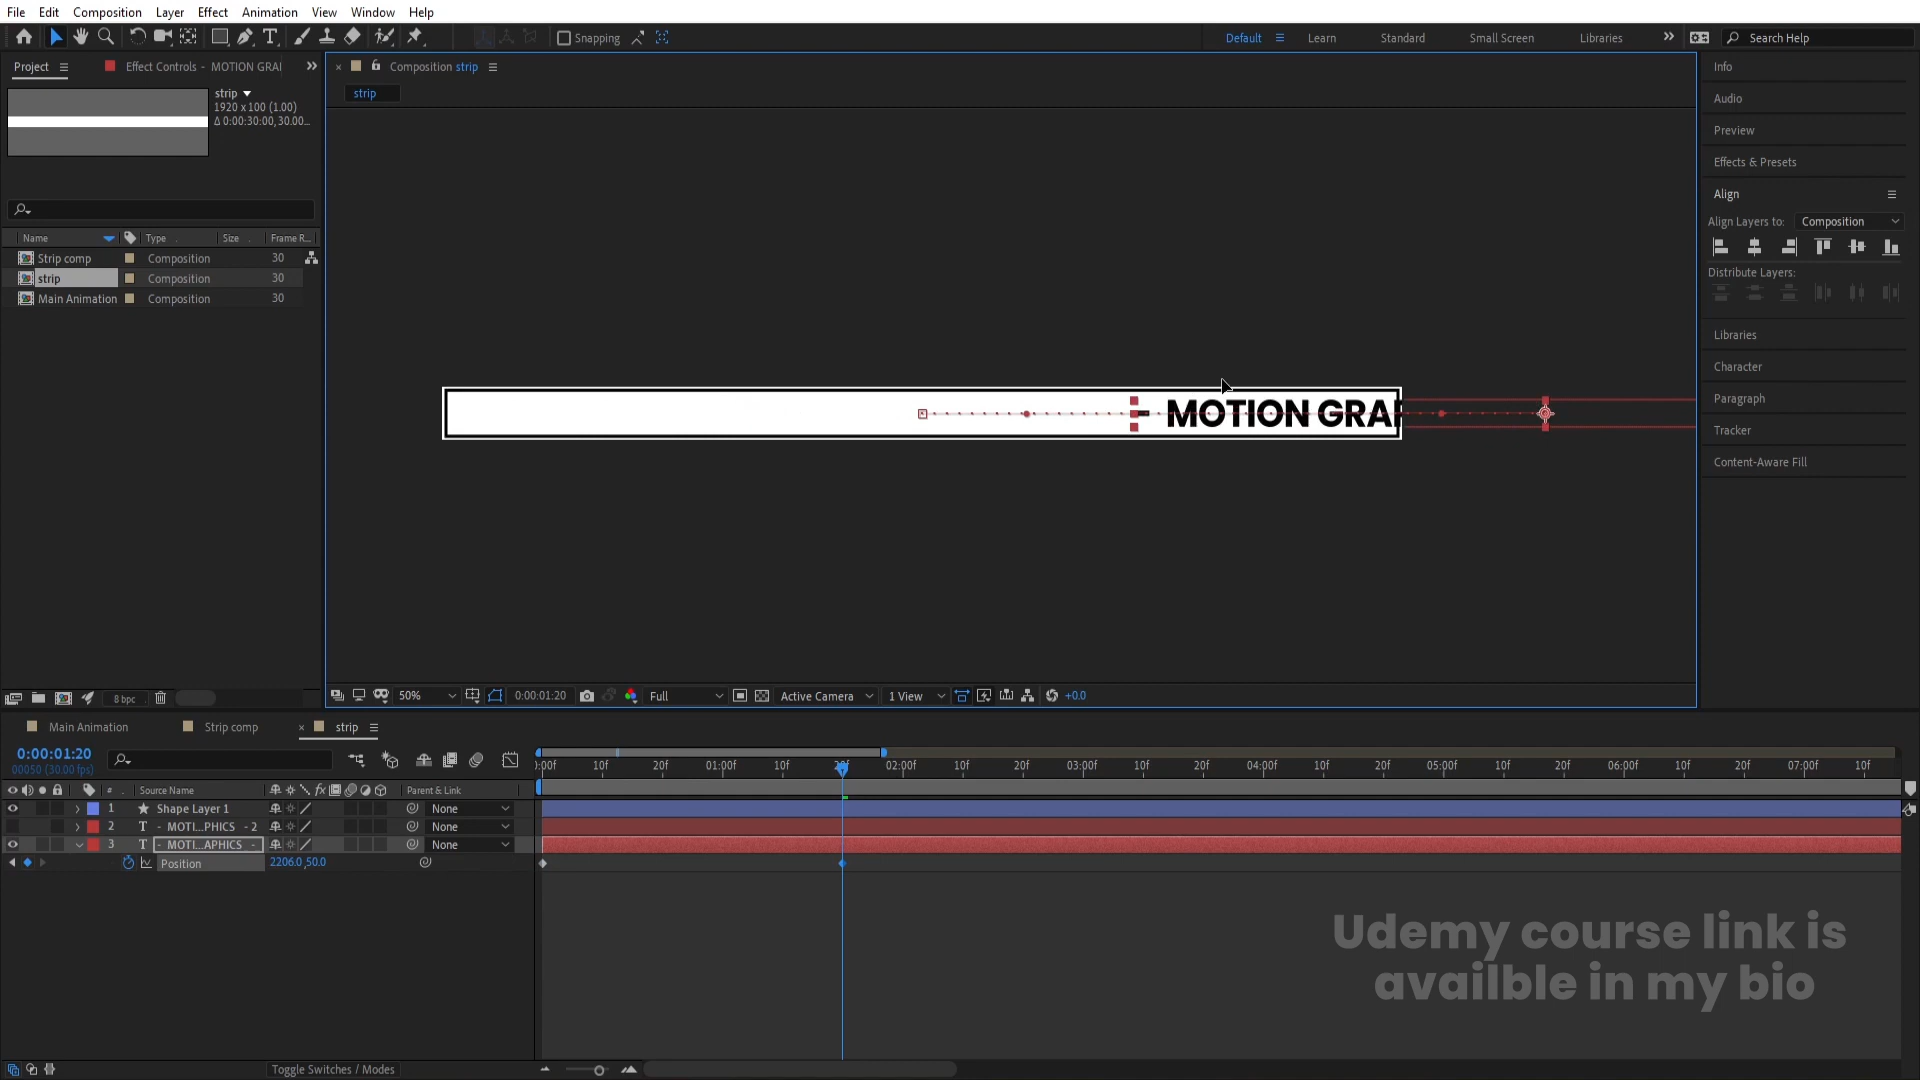 File Edit Composition Layer Effect Animation View Window Help
Snapping
Default Learn Standard Small Screen Libraries Search Help
Project Effect Controls - MOTION GRAI
Composition strip
strip
strip
1920 x 100 (1.00)
Δ 0:00:30:00, 30.00...
Name Type Size Frame R...
Strip comp Composition 30
strip Composition 30
Main Animation Composition 30
- MOTION GRAI
Info
Audio
Preview
Effects & Presets
Align
Align Layers to: Composition
Distribute Layers:
Libraries
Character
Paragraph
Tracker
Content-Aware Fill
8 bpc
50% 0:00:01:20 Full Active Camera 1 View +0.0
Main Animation Strip comp strip
0:00:01:20
00050 (30.00 fps)
):00f 10f 20f 01:00f 10f 20f 02:00f 10f 20f 03:00f 10f 20f 04:00f 10f 20f 05:00f 10f 20f 06:00f 10f 20f 07:00f 10f
# Source Name fx Parent & Link
1 Shape Layer 1 None
2 T - MOTI...PHICS - 2 None
3 T - MOTI...APHICS - None
Position 2206.0,50.0
Udemy course link is
availble in my bio
Toggle Switches / Modes